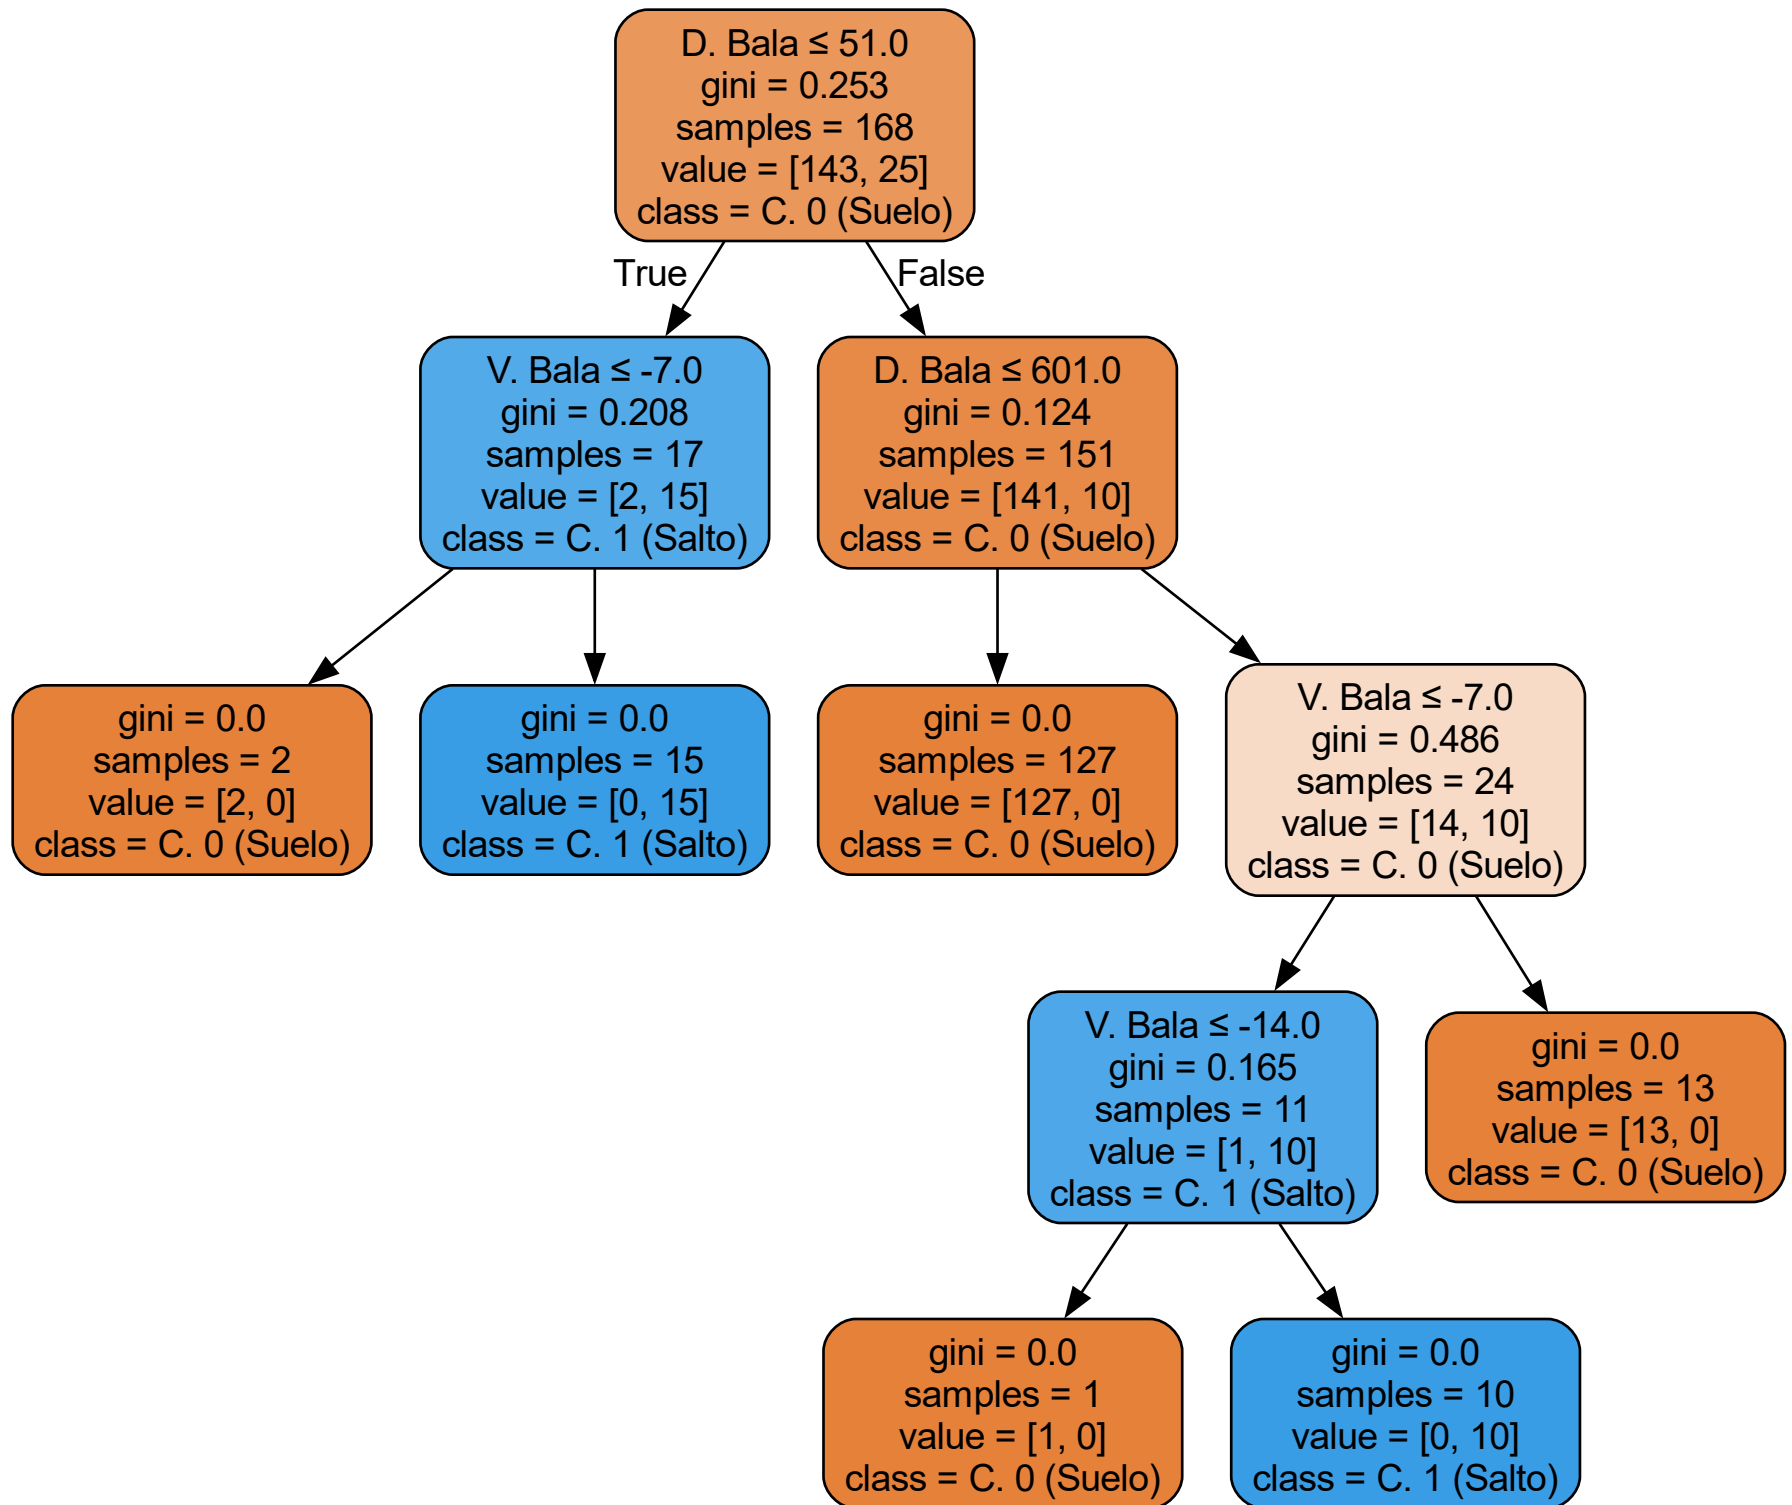 D. Bala ≤ 51.0
gini = 0.253
samples = 168
value = [143, 25]
class = C. 0 (Suelo)
True
False
V. Bala ≤ -7.0
gini = 0.208
samples = 17
value = [2, 15]
class = C. 1 (Salto)
D. Bala ≤ 601.0
gini = 0.124
samples = 151
value = [141, 10]
class = C. 0 (Suelo)
gini = 0.0
samples = 2
value = [2, 0]
class = C. 0 (Suelo)
gini = 0.0
samples = 15
value = [0, 15]
class = C. 1 (Salto)
gini = 0.0
samples = 127
value = [127, 0]
class = C. 0 (Suelo)
V. Bala ≤ -7.0
gini = 0.486
samples = 24
value = [14, 10]
class = C. 0 (Suelo)
V. Bala ≤ -14.0
gini = 0.165
samples = 11
value = [1, 10]
class = C. 1 (Salto)
gini = 0.0
samples = 13
value = [13, 0]
class = C. 0 (Suelo)
gini = 0.0
samples = 1
value = [1, 0]
class = C. 0 (Suelo)
gini = 0.0
samples = 10
value = [0, 10]
class = C. 1 (Salto)